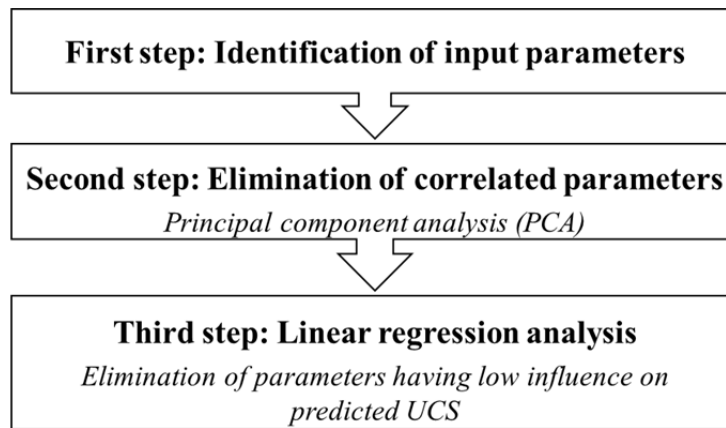 First step: Identification of input parameters
Second step: Elimination of correlated parameters
Principal component analysis (PCA)
Third step: Linear regression analysis
Elimination of parameters having low influence on
predicted UCS